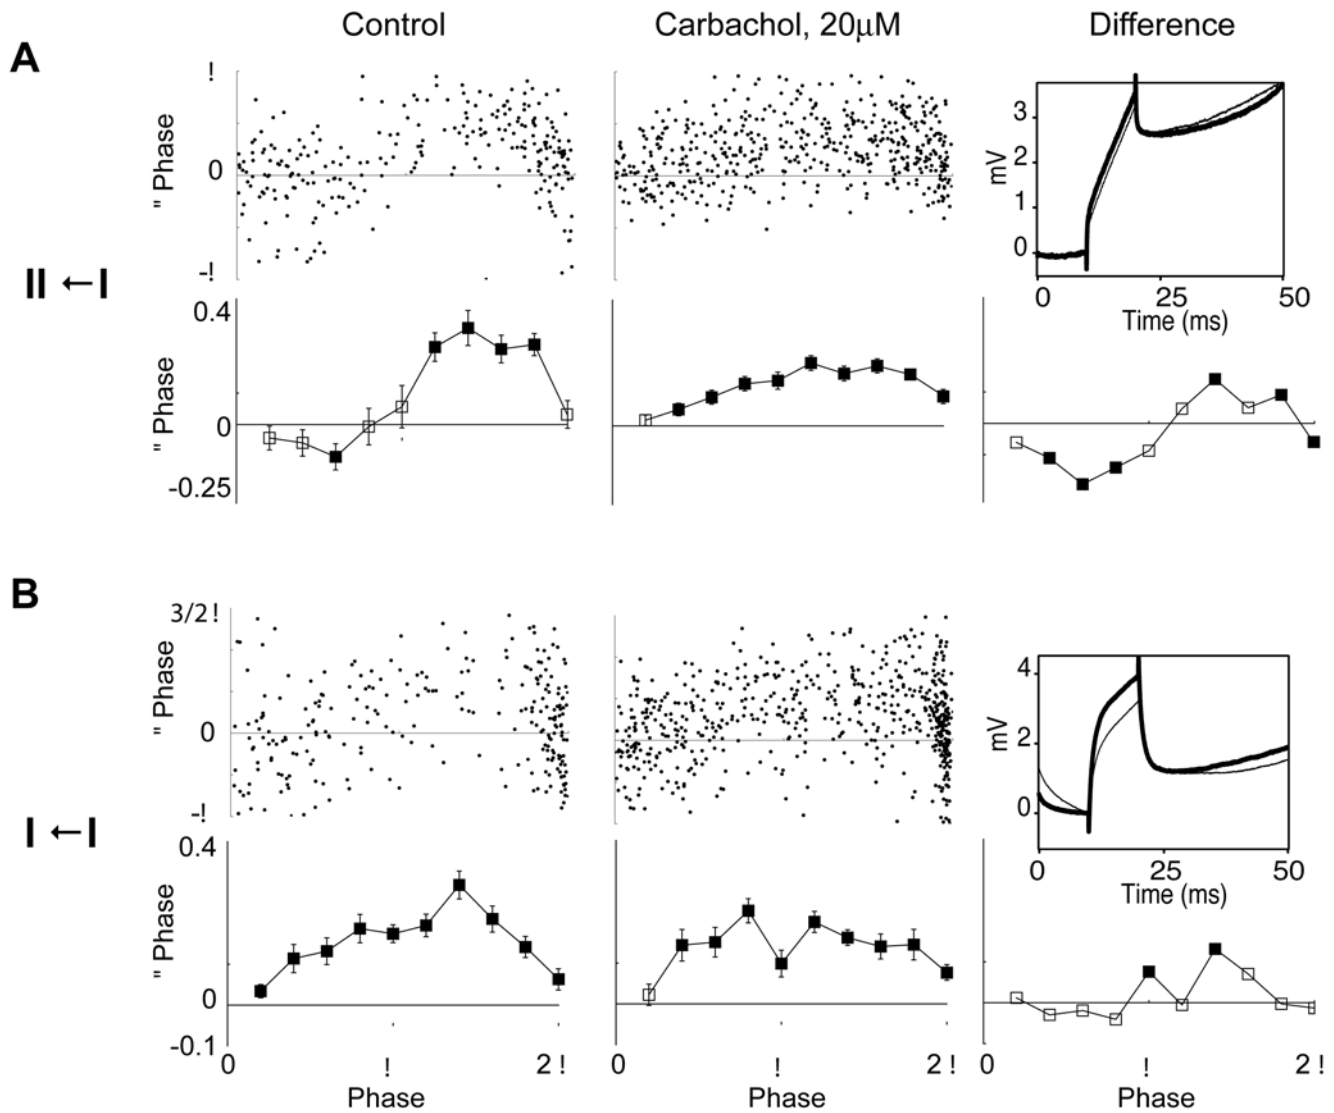 Control
Carbachol, 20μM
Difference
A
!
" Phase
0
-!
3
2
1
0
mV
0
25
50
Time (ms)
II ←I
0.4
" Phase
0
-0.25
B
3/2!
" Phase
0
-!
4
2
0
mV
0
25
50
Time (ms)
I ←I
0.4
" Phase
0
-0.1
0
!
2!
Phase
0
!
2!
Phase
0
!
2!
Phase